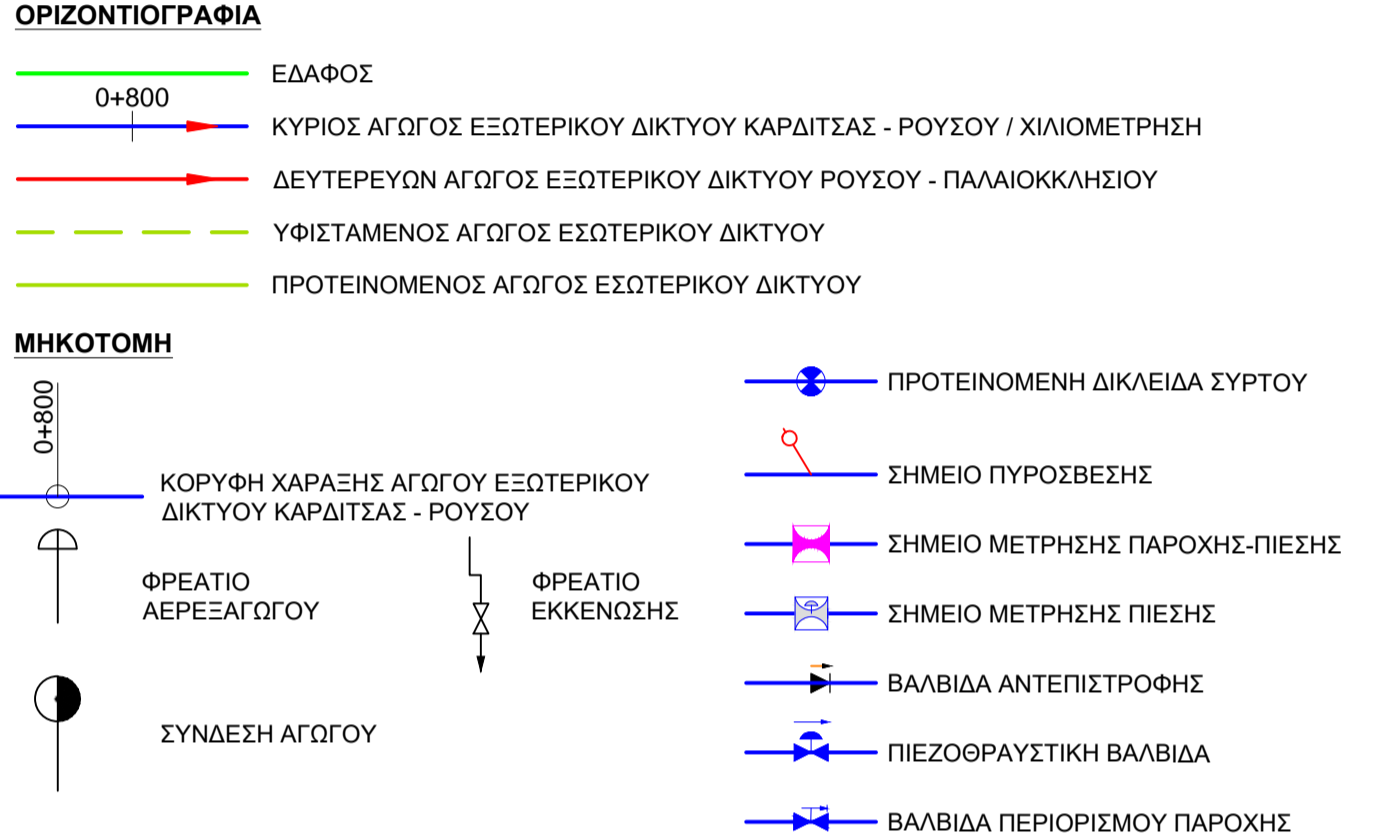 ΟΡΙΖΟΝΤΙΟΓΡΑΦΙΑ
ΕΔΑΦΟΣ
0+800
ΚΥΡΙΟΣ ΑΓΩΓΟΣ ΕΞΩΤΕΡΙΚΟΥ ΔΙΚΤΥΟΥ ΚΑΡΔΙΤΣΑΣ - ΡΟΥΣΟΥ / ΧΙΛΙΟΜΕΤΡΗΣΗ
ΔΕΥΤΕΡΕΥΩΝ ΑΓΩΓΟΣ ΕΞΩΤΕΡΙΚΟΥ ΔΙΚΤΥΟΥ ΡΟΥΣΟΥ - ΠΑΛΑΙΟΚΚΛΗΣΙΟΥ
ΥΦΙΣΤΑΜΕΝΟΣ ΑΓΩΓΟΣ ΕΣΩΤΕΡΙΚΟΥ ΔΙΚΤΥΟΥ
ΠΡΟΤΕΙΝΟΜΕΝΟΣ ΑΓΩΓΟΣ ΕΣΩΤΕΡΙΚΟΥ ΔΙΚΤΥΟΥ
ΜΗΚΟΤΟΜΗ
0+800
ΚΟΡΥΦΗ ΧΑΡΑΞΗΣ ΑΓΩΓΟΥ ΕΞΩΤΕΡΙΚΟΥ
ΔΙΚΤΥΟΥ ΚΑΡΔΙΤΣΑΣ - ΡΟΥΣΟΥ
ΦΡΕΑΤΙΟ
ΑΕΡΕΞΑΓΩΓΟΥ
ΦΡΕΑΤΙΟ
ΕΚΚΕΝΩΣΗΣ
ΣΥΝΔΕΣΗ ΑΓΩΓΟΥ
ΠΡΟΤΕΙΝΟΜΕΝΗ ΔΙΚΛΕΙΔΑ ΣΥΡΤΟΥ
ΣΗΜΕΙΟ ΠΥΡΟΣΒΕΣΗΣ
ΣΗΜΕΙΟ ΜΕΤΡΗΣΗΣ ΠΑΡΟΧΗΣ-ΠΙΕΣΗΣ
ΣΗΜΕΙΟ ΜΕΤΡΗΣΗΣ ΠΙΕΣΗΣ
ΒΑΛΒΙΔΑ ΑΝΤΕΠΙΣΤΡΟΦΗΣ
ΠΙΕΖΟΘΡΑΥΣΤΙΚΗ ΒΑΛΒΙΔΑ
ΒΑΛΒΙΔΑ ΠΕΡΙΟΡΙΣΜΟΥ ΠΑΡΟΧΗΣ